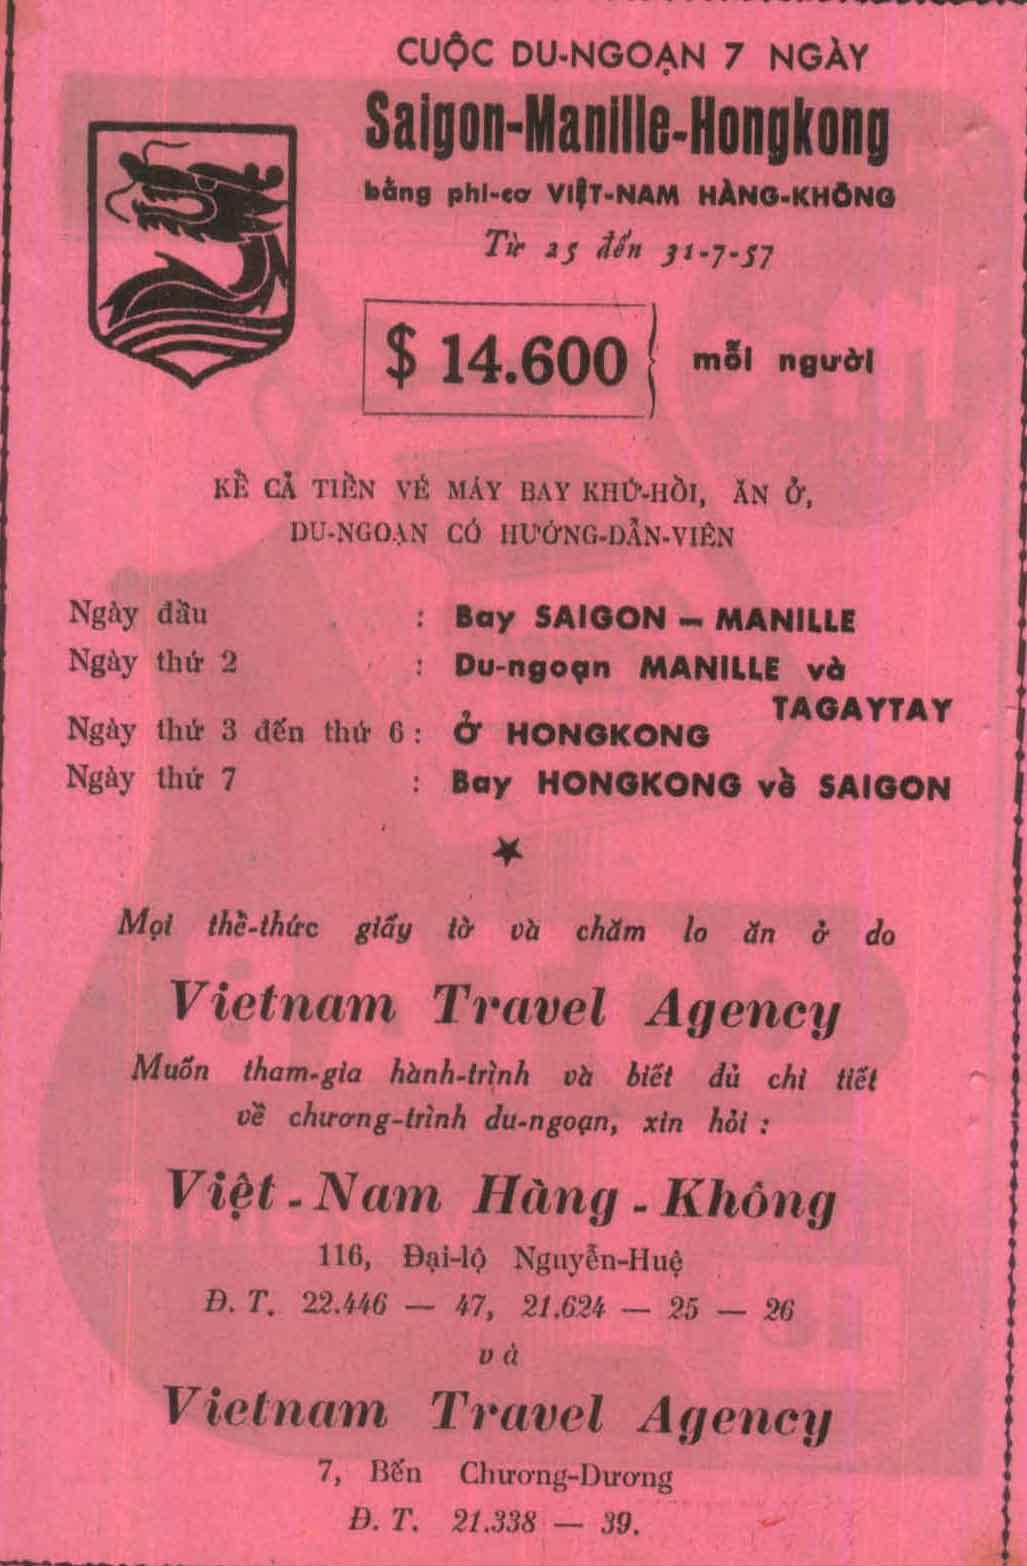 CUỘC DU-NGOẠN 7 NGÀY
Saigon-Manille-Hongkong
bằng phi-cơ VIỆT-NAM HÀNG-KHÔNG
Từ 25 đến 31-7-57
$ 14.600 mỗi người
KỀ CẢ TIỀN VÉ MÁY BAY KHỨ-HỒI, ĂN Ở,
DU-NGOẠN CÓ HƯỚNG-DẪN-VIÊN
Ngày đầu : Bay SAIGON — MANILLE
Ngày thứ 2 : Du-ngoạn MANILLE và
TAGAYTAY
Ngày thứ 3 đến thứ 6 : Ở HONGKONG
Ngày thứ 7 : Bay HONGKONG về SAIGON
Mọi thề-thức giấy tờ và chăm lo ăn ở do
Vietnam Travel Agency
Muốn tham-gia hành-trình và biết đủ chi tiết
về chương-trình du-ngoạn, xin hỏi :
Việt - Nam Hàng - Không
116, Đại-lộ Nguyễn-Huệ
Đ. T. 22.446 — 47, 21.624 — 25 — 26
và
Vietnam Travel Agency
7, Bến Chương-Dương
Đ. T. 21.338 — 39.